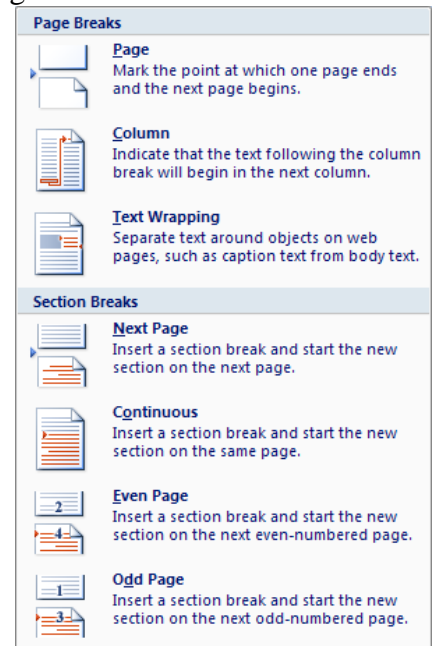 Page Breaks
Page
Mark the point at which one page ends
and the next page begins.
Column
Indicate that the text following the column
break will begin in the next column.
Text Wrapping
Separate text around objects on web
pages, such as caption text from body text.
Section Breaks
Next Page
Insert a section break and start the new
section on the next page.
Continuous
Insert a section break and start the new
section on the same page.
2
Even Page
Insert a section break and start the new
4
section on the next even-numbered page.
1
Odd Page
Insert a section break and start the new
3
section on the next odd-numbered page.